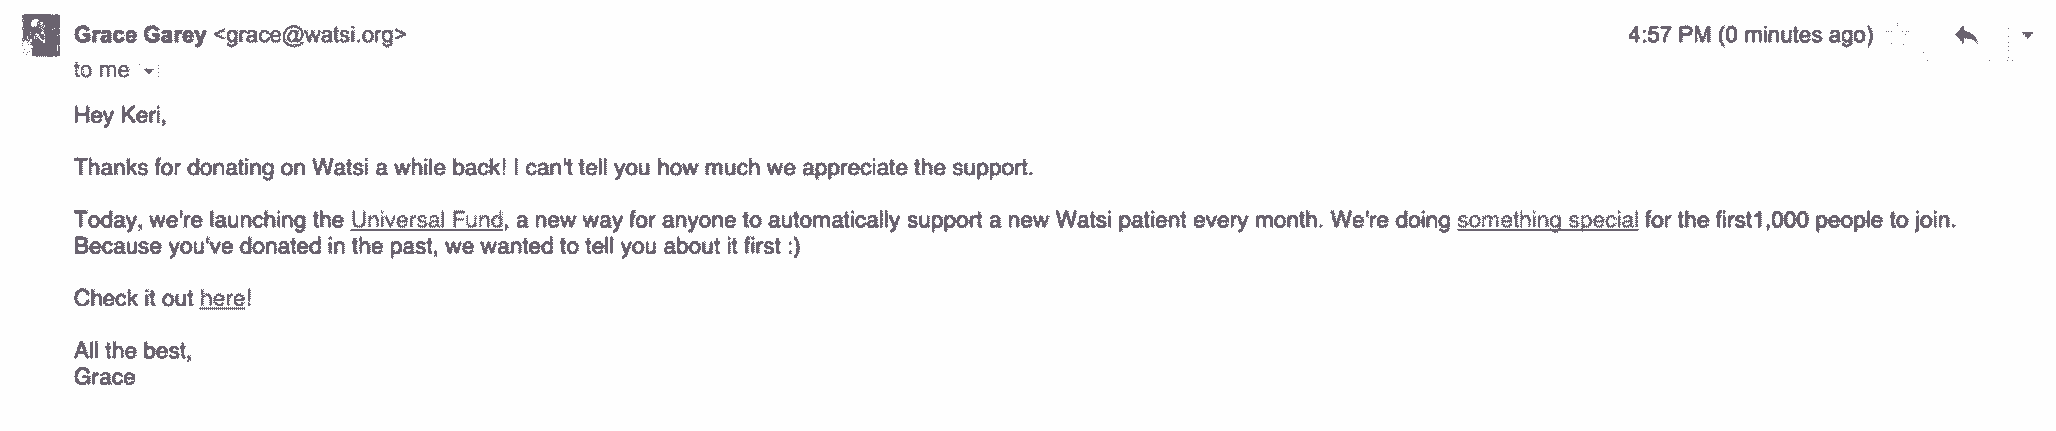 Grace Garey <grace@watsi.org>
4:57 PM (0 minutes ago)
to me
Hey Keri,
Thanks for donating on Watsi a while back! I can't tell you how much we appreciate the support.
Today, we're launching the Universal Fund, a new way for anyone to automatically support a new Watsi patient every month. We're doing something special for the first1,000 people to join.
Because you've donated in the past, we wanted to tell you about it first :)
Check it out here!
All the best,
Grace